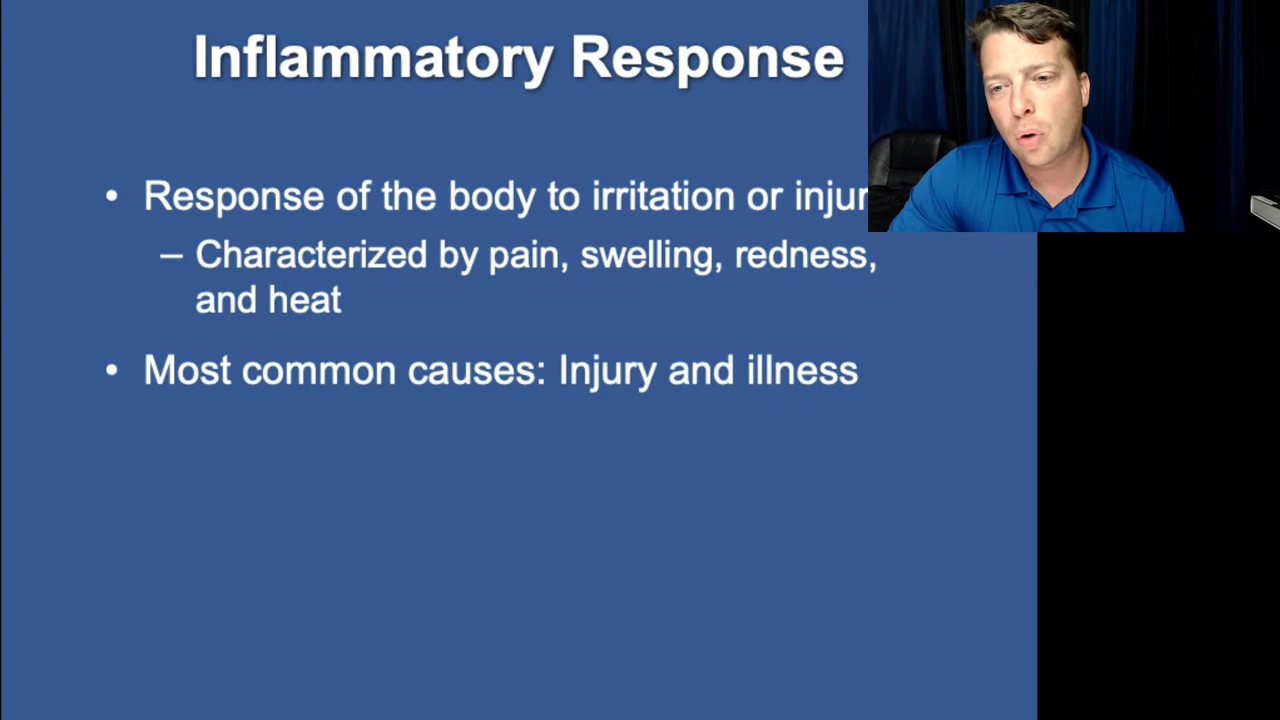 Inflammatory Response
• Response of the body to irritation or
– Characterized by pain, swelling, redness,
and heat
• Most common causes: Injury and illness